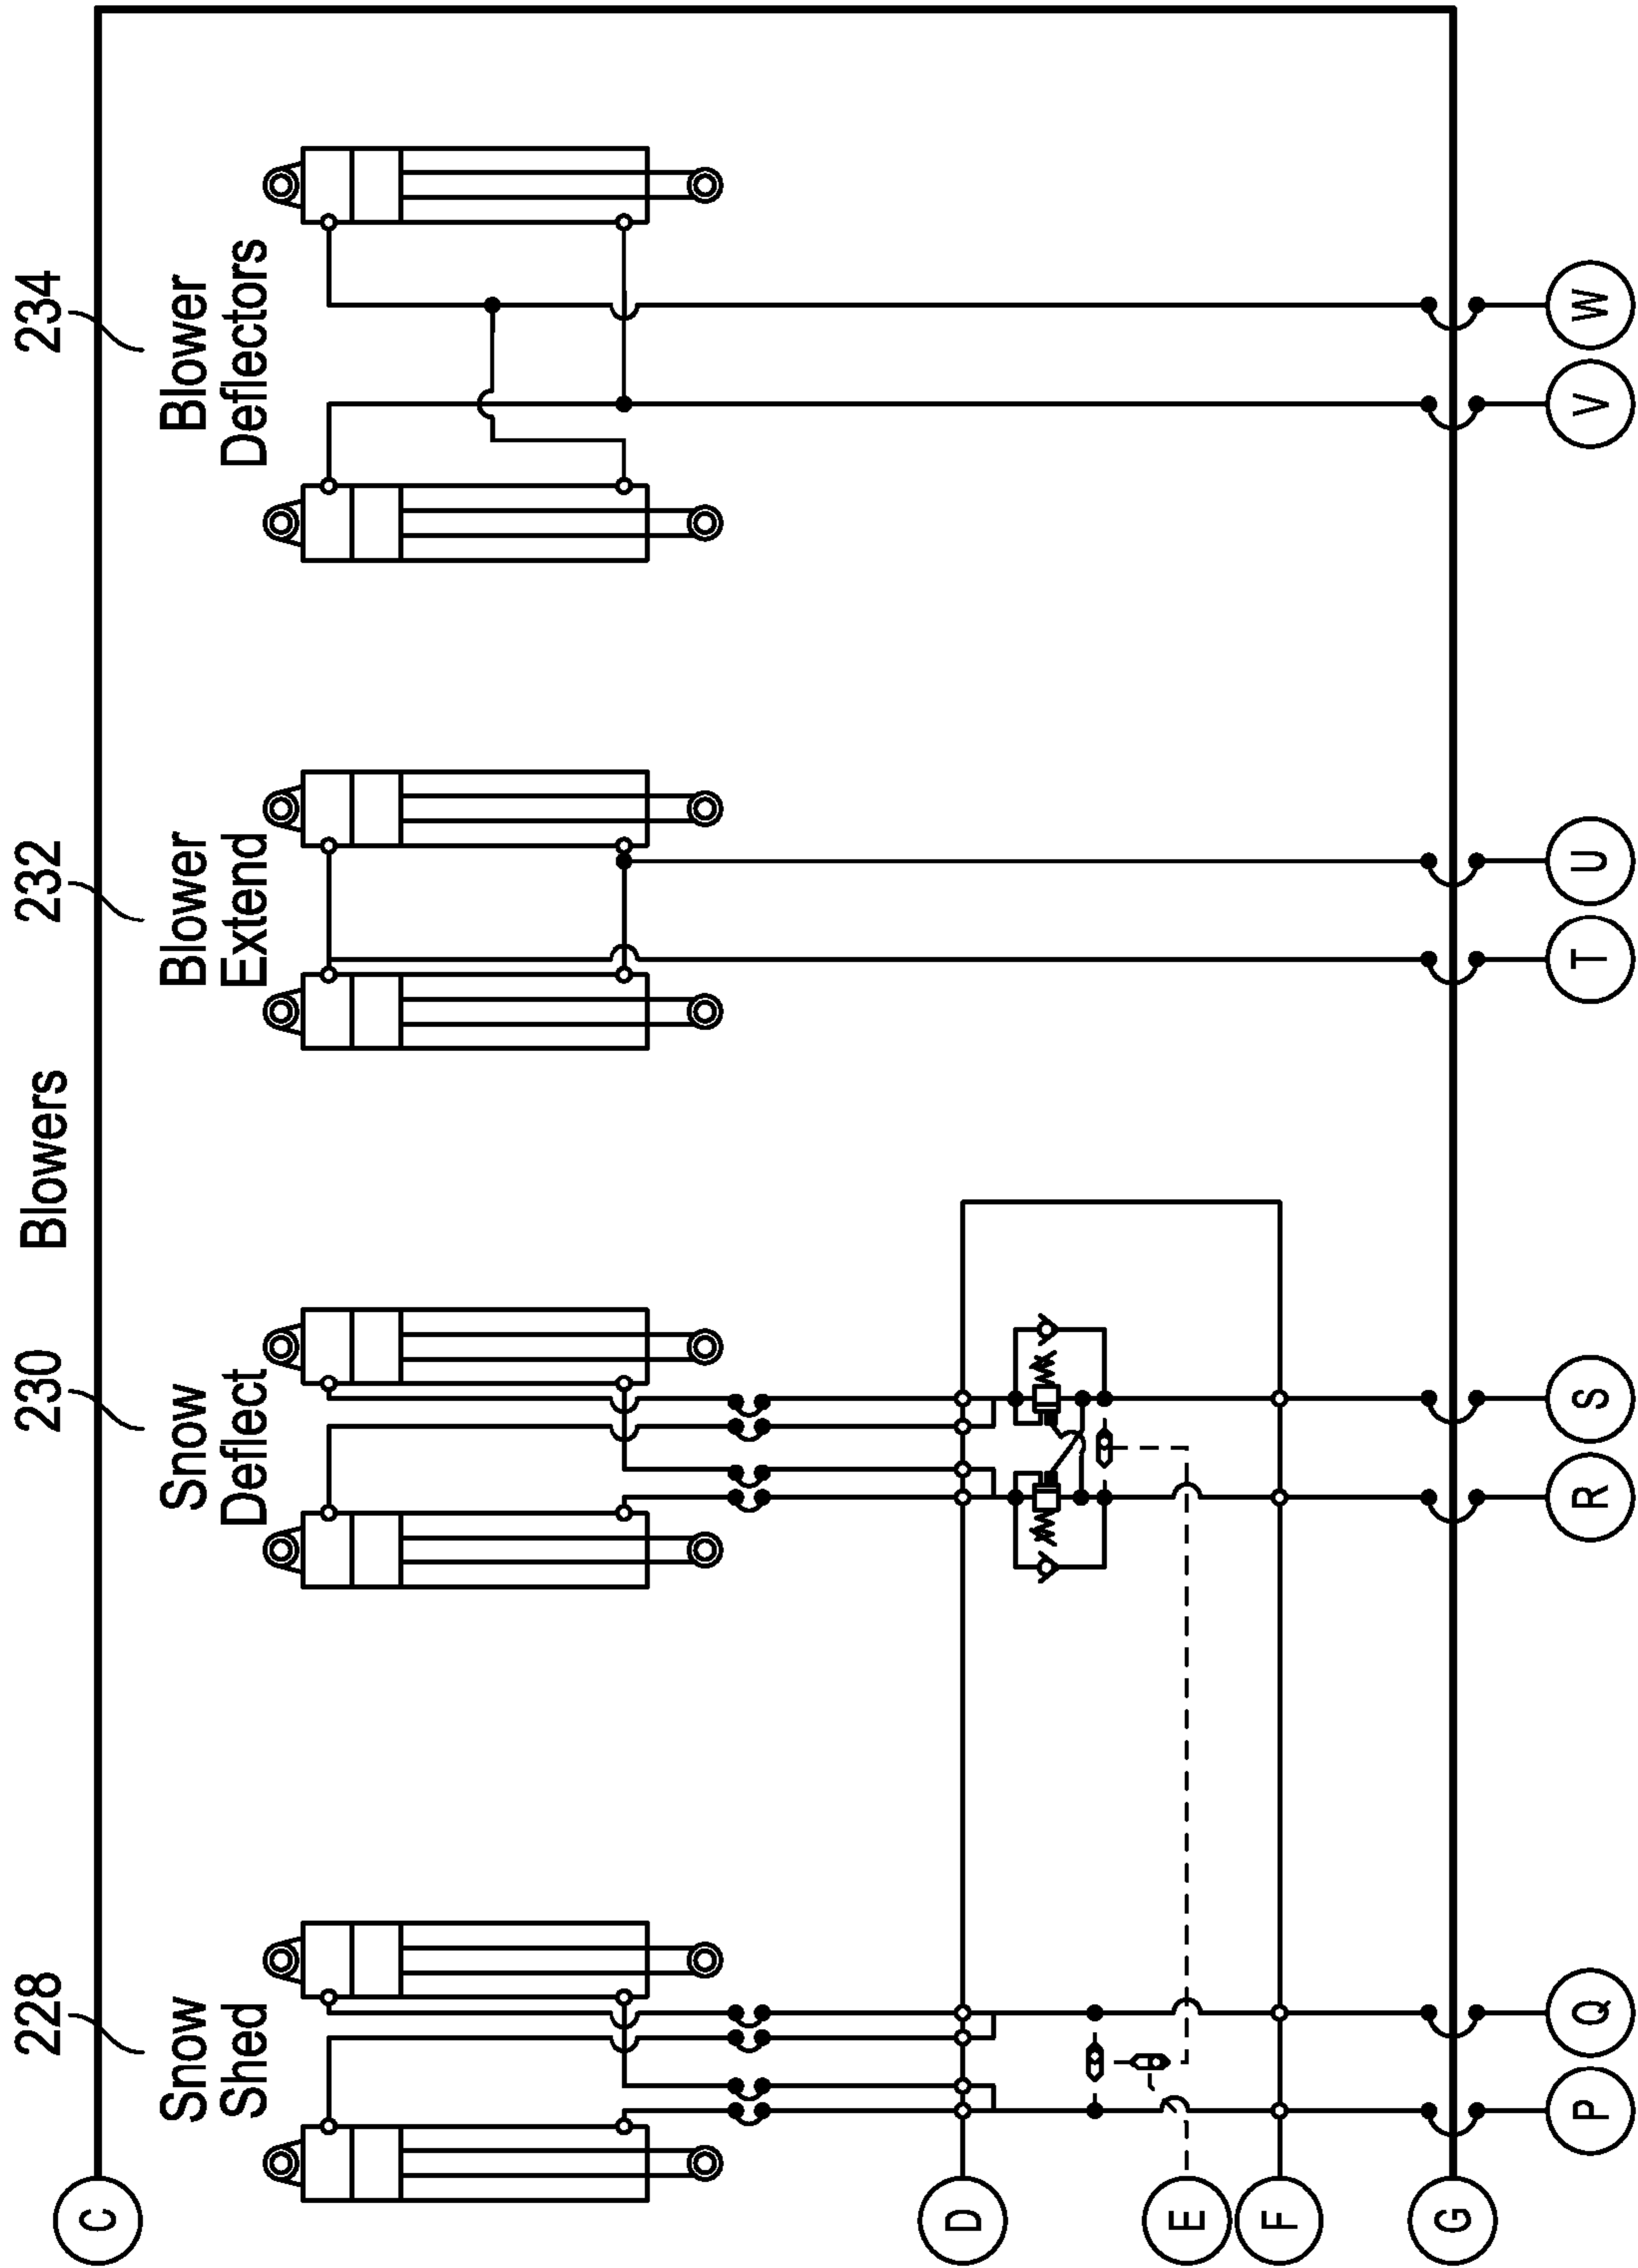 Blowers
228
230
232
234
Snow
Shed
Snow
Deflect
Blower
Extend
Blower
Deflectors
C
D
E
F
G
P
Q
R
S
T
U
V
W